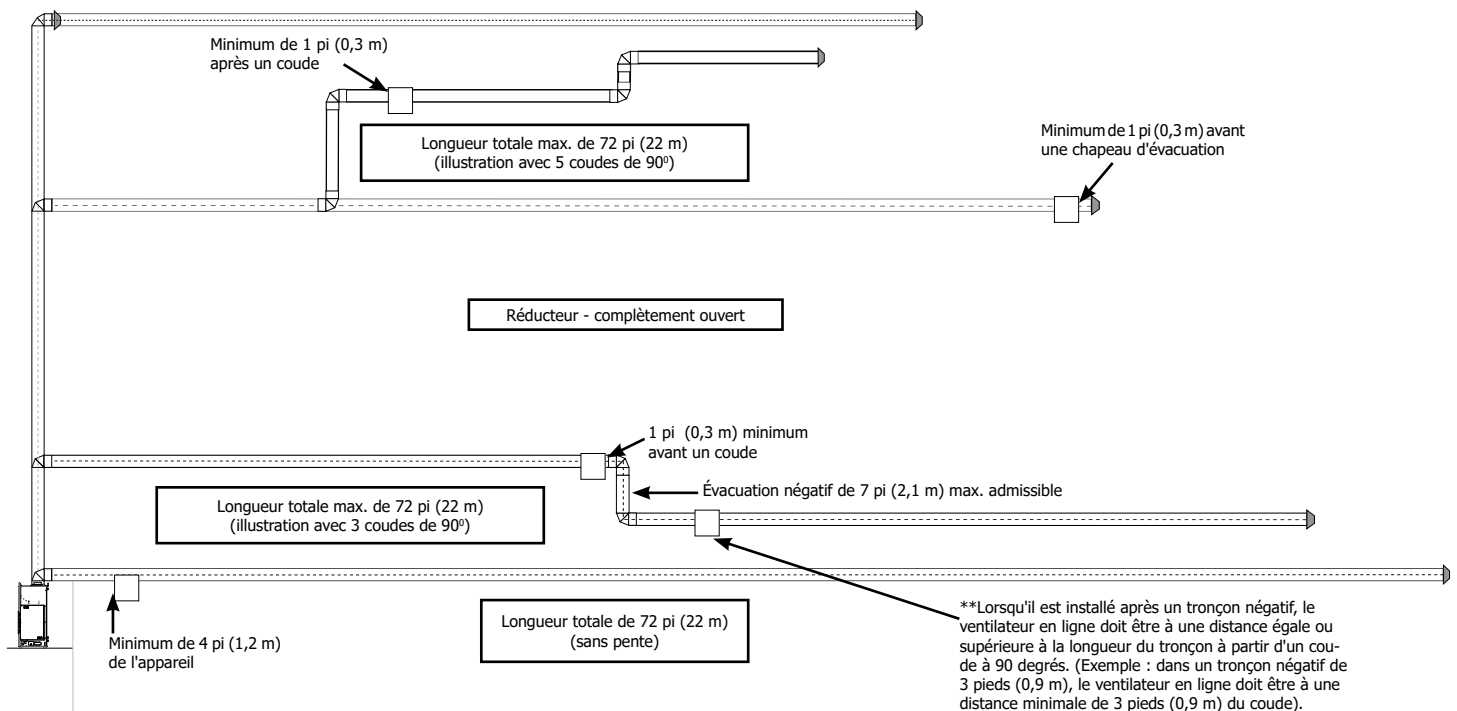 Minimum de 1 pi (0,3 m)
après un coude
Longueur totale max. de 72 pi (22 m)
(illustration avec 5 coudes de 90⁰)
Minimum de 1 pi (0,3 m) avant
une chapeau d'évacuation
Réducteur - complètement ouvert
1 pi (0,3 m) minimum
avant un coude
Évacuation négatif de 7 pi (2,1 m) max. admissible
Longueur totale max. de 72 pi (22 m)
(illustration avec 3 coudes de 90⁰)
Minimum de 4 pi (1,2 m)
de l'appareil
Longueur totale de 72 pi (22 m)
(sans pente)
**Lorsqu'il est installé après un tronçon négatif, le
ventilateur en ligne doit être à une distance égale ou
supérieure à la longueur du tronçon à partir d'un cou-
de à 90 degrés. (Exemple : dans un tronçon négatif de
3 pieds (0,9 m), le ventilateur en ligne doit être à une
distance minimale de 3 pieds (0,9 m) du coude).